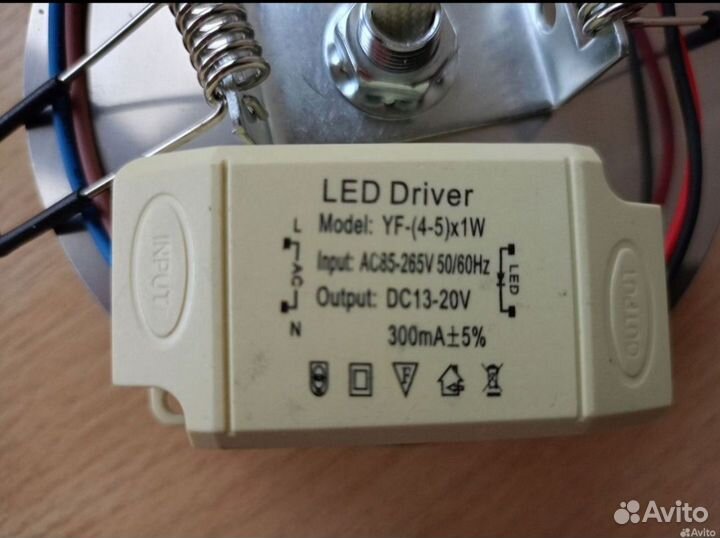 LED Driver
L
Model: YF-(4-5)x1W
INPUT
AC
Input: AC85-265V 50/60Hz
LED
OUTPUT
Output: DC13-20V
N
300mA±5%
F
Avito
Avito